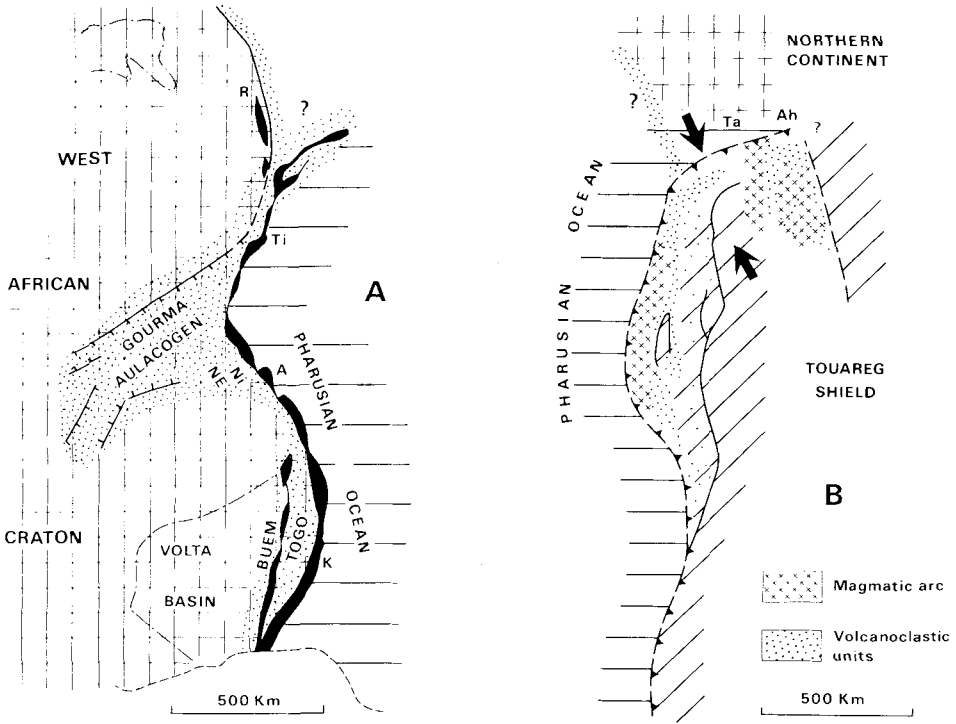 R
?
WEST
Ti
AFRICAN
A
GOURMA
AULACOGEN
NI
NE
A
PHARUSIAN
OCEAN
CRATON
VOLTA
BASIN
BUEM
TOGO
K
500 Km
NORTHERN
CONTINENT
?
Ta
Ah
?
PHARUSIAN OCEAN
TOUAREG
SHIELD
B
Magmatic arc
Volcanoclastic
units
500 Km